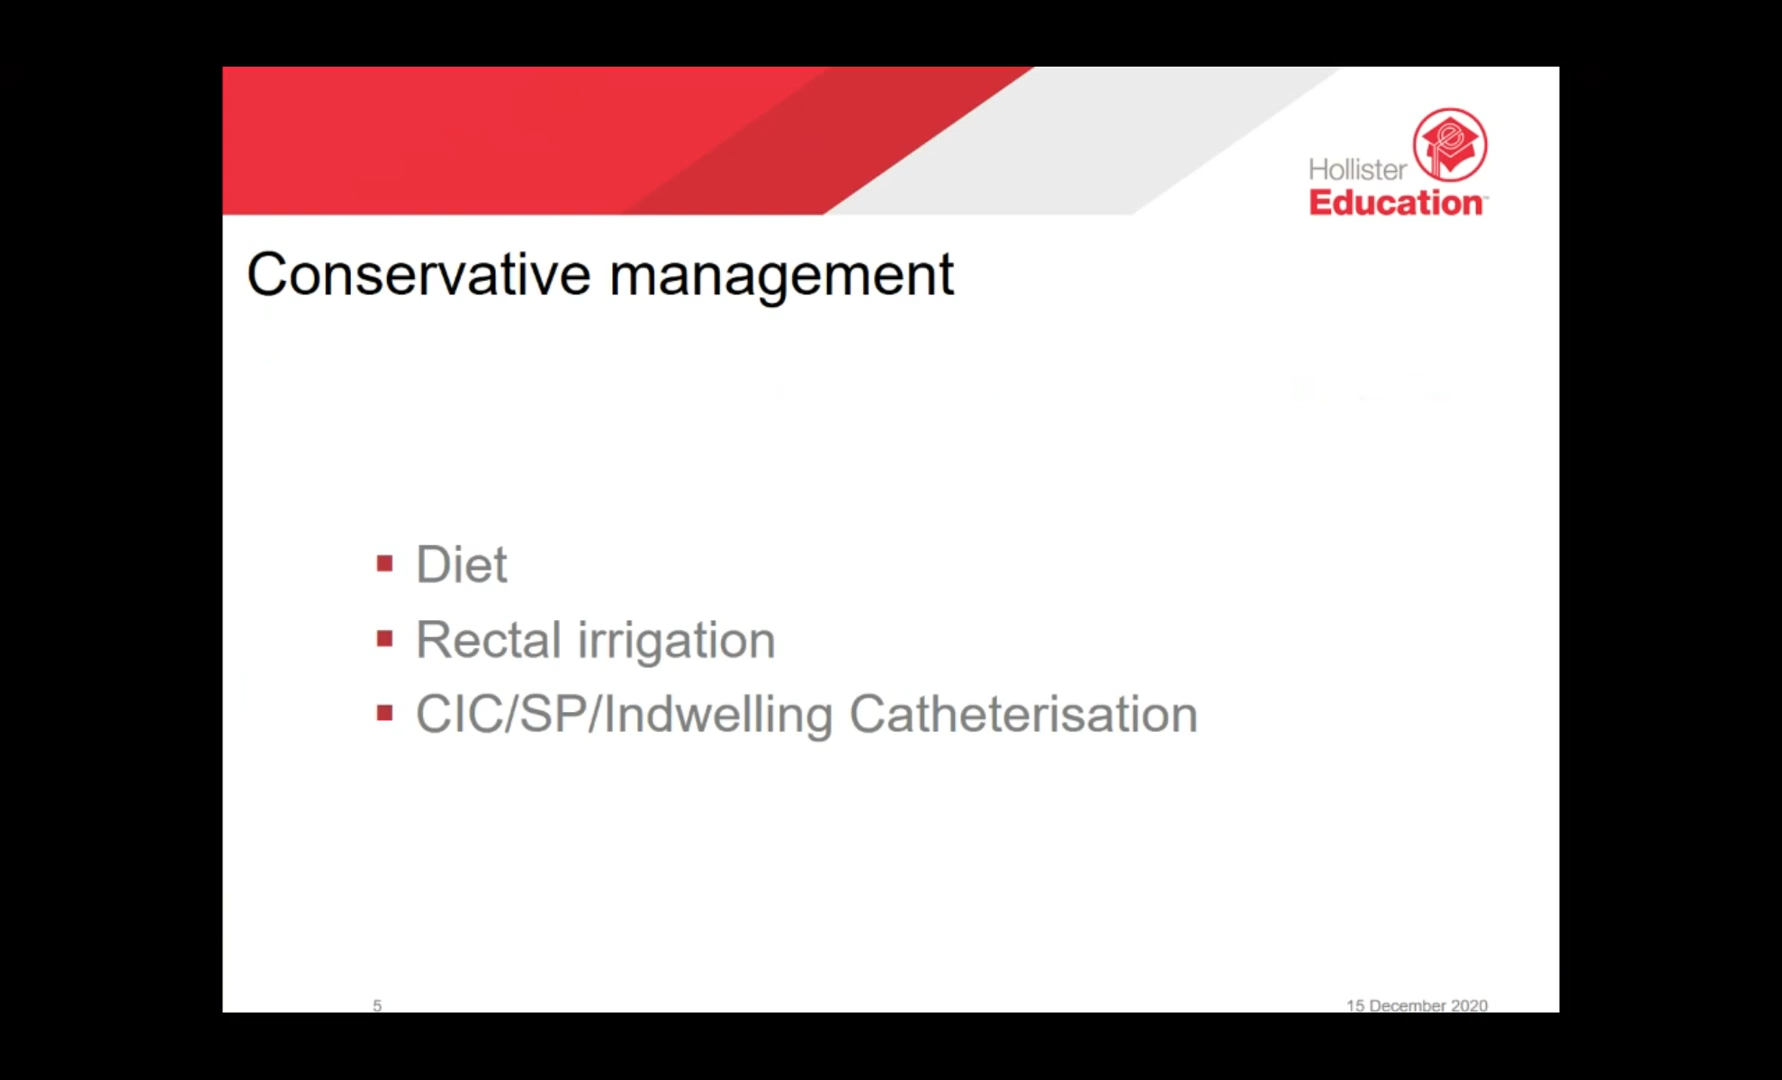 Hollister
Education
Conservative management
Diet
Rectal irrigation
CIC/SP/Indwelling Catheterisation
5
15 December 2020